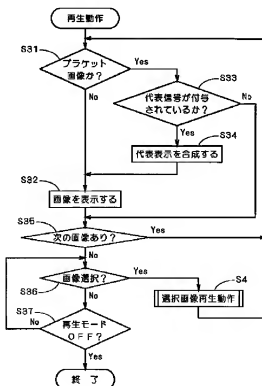 再生動作
S31
ブラケット
画像か？
Yes
No
S33
代表信号が付与
されているか？
No
Yes
S34
代表表示を合成する
S32
画像を表示する
S35
次の画像あり？
Yes
No
画像選択？
Yes
S36
No
S4
選択画像再生動作
S37
No
再生モード
ＯＦＦ？
Yes
終了